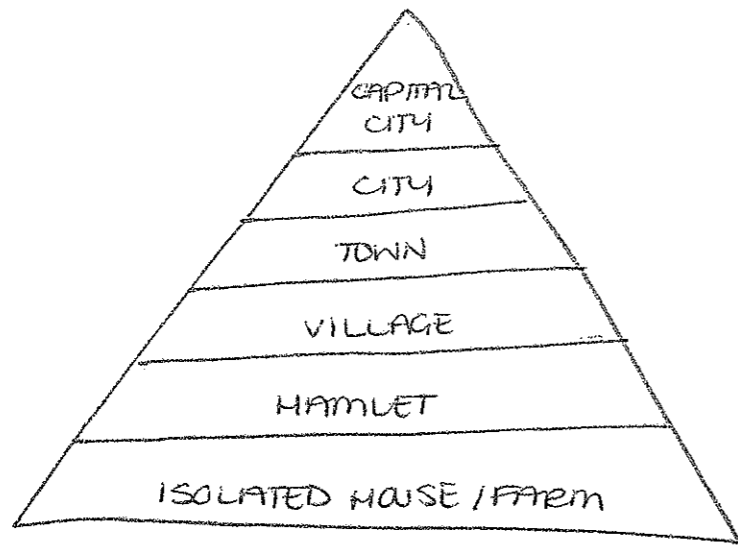 CAPITAL
CITY
CITY
TOWN
VILLAGE
HAMLET
ISOLATED HOUSE / FARM